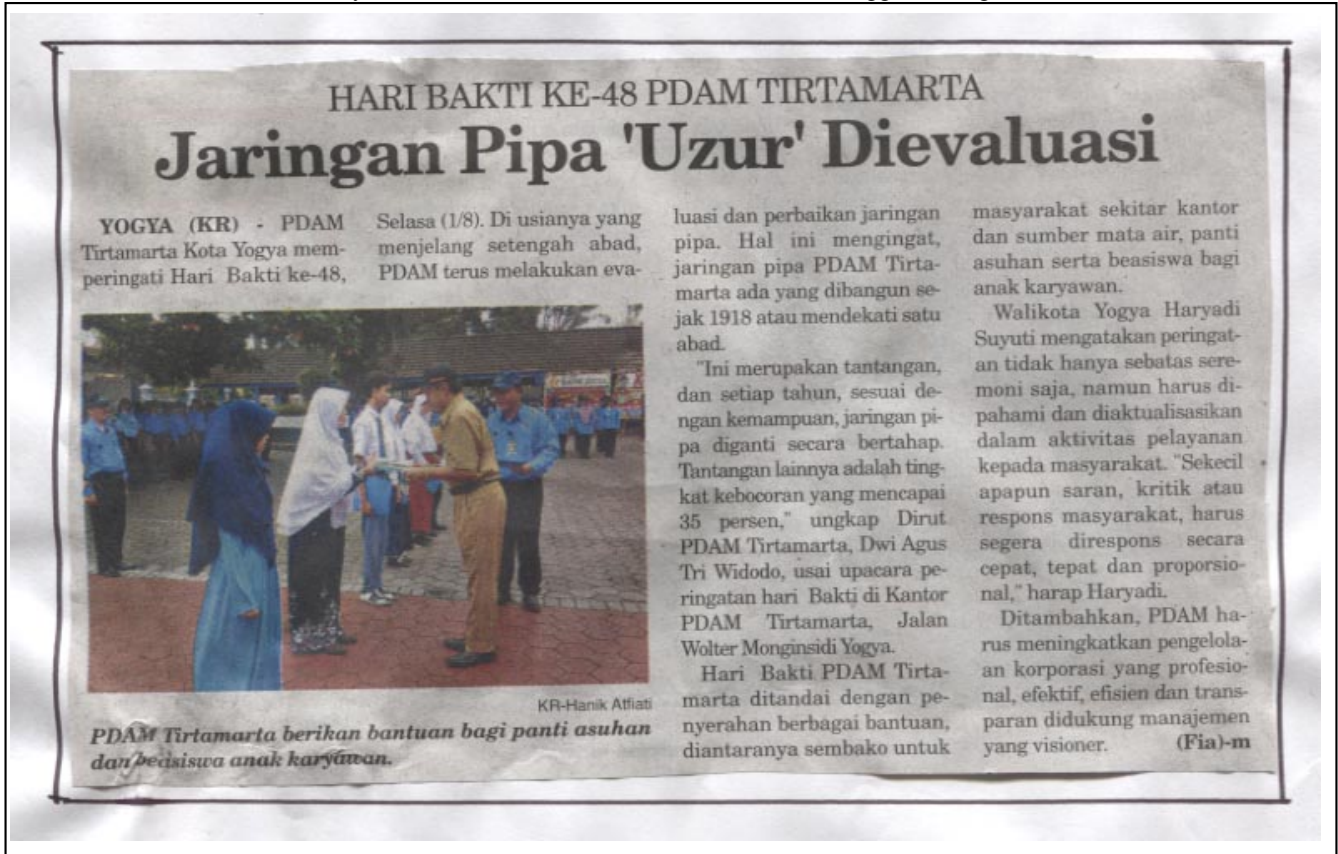 HARI BAKTI KE-48 PDAM TIRTAMARTA
Jaringan Pipa 'Uzur' Dievaluasi
YOGYA (KR) - PDAM
Tirtamarta Kota Yogya mem-
peringati Hari Bakti ke-48,
Selasa (1/8). Di usianya yang
menjelang setengah abad,
PDAM terus melakukan eva-
luasi dan perbaikan jaringan
pipa. Hal ini mengingat,
jaringan pipa PDAM Tirta-
marta ada yang dibangun se-
jak 1918 atau mendekati satu
abad.
"Ini merupakan tantangan,
dan setiap tahun, sesuai de-
ngan kemampuan, jaringan pi-
pa diganti secara bertahap.
Tantangan lainnya adalah ting-
kat kebocoran yang mencapai
35 persen," ungkap Dirut
PDAM Tirtamarta, Dwi Agus
Tri Widodo, usai upacara pe-
ringatan hari Bakti di Kantor
PDAM Tirtamarta, Jalan
Wolter Monginsidi Yogya.
Hari Bakti PDAM Tirta-
marta ditandai dengan pe-
nyerahan berbagai bantuan,
diantaranya sembako untuk
masyarakat sekitar kantor
dan sumber mata air, panti
asuhan serta beasiswa bagi
anak karyawan.
Walikota Yogya Haryadi
Suyuti mengatakan peringat-
an tidak hanya sebatas sere-
moni saja, namun harus di-
pahami dan diaktualisasikan
dalam aktivitas pelayanan
kepada masyarakat. "Sekecil
apapun saran, kritik atau
respons masyarakat, harus
segera direspons secara
cepat, tepat dan proporsio-
nal," harap Haryadi.
Ditambahkan, PDAM ha-
rus meningkatkan pengelola-
an korporasi yang profesio-
nal, efektif, efisien dan trans-
paran didukung manajemen
yang visioner. (Fia)-m
KR-Hanik Atfiati
PDAM Tirtamarta berikan bantuan bagi panti asuhan
dan beasiswa anak karyawan.